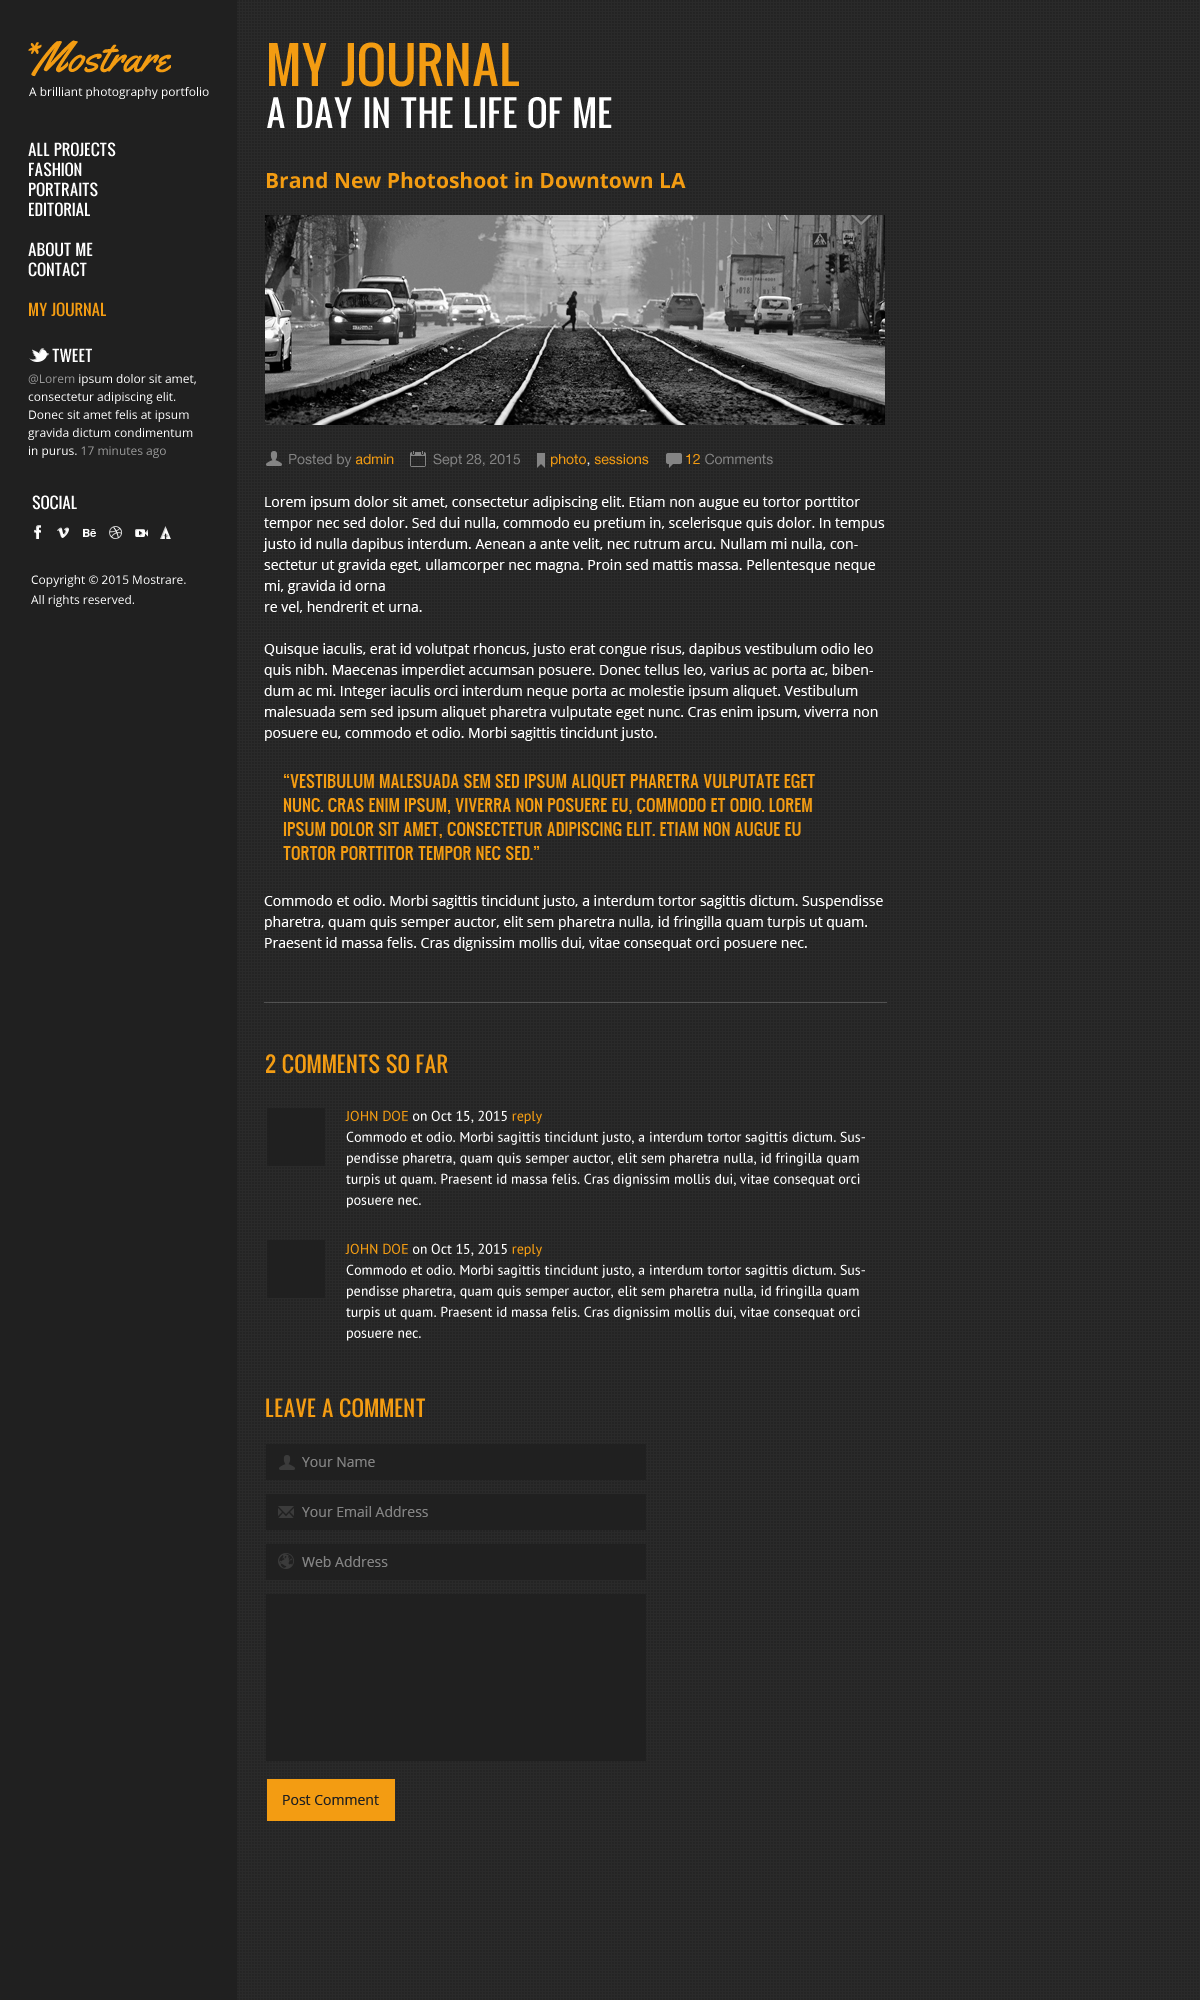 *Mostrare
A brilliant photography portfolio
ALL PROJECTS
FASHION
PORTRAITS
EDITORIAL
ABOUT ME
CONTACT
MY JOURNAL
TWEET
@Lorem ipsum dolor sit amet,
consectetur adipiscing elit.
Donec sit amet felis at ipsum
gravida dictum condimentum
in purus. 17 minutes ago
SOCIAL
Bē
Copyright © 2015 Mostrare.
All rights reserved.
MY JOURNAL
A DAY IN THE LIFE OF ME
Brand New Photoshoot in Downtown LA
Posted by admin Sept 28, 2015 photo, sessions 12 Comments
Lorem ipsum dolor sit amet, consectetur adipiscing elit. Etiam non augue eu tortor porttitor
tempor nec sed dolor. Sed dui nulla, commodo eu pretium in, scelerisque quis dolor. In tempus
justo id nulla dapibus interdum. Aenean a ante velit, nec rutrum arcu. Nullam mi nulla, con-
sectetur ut gravida eget, ullamcorper nec magna. Proin sed mattis massa. Pellentesque neque
mi, gravida id orna
re vel, hendrerit et urna.
Quisque iaculis, erat id volutpat rhoncus, justo erat congue risus, dapibus vestibulum odio leo
quis nibh. Maecenas imperdiet accumsan posuere. Donec tellus leo, varius ac porta ac, biben-
dum ac mi. Integer iaculis orci interdum neque porta ac molestie ipsum aliquet. Vestibulum
malesuada sem sed ipsum aliquet pharetra vulputate eget nunc. Cras enim ipsum, viverra non
posuere eu, commodo et odio. Morbi sagittis tincidunt justo.
“VESTIBULUM MALESUADA SEM SED IPSUM ALIQUET PHARETRA VULPUTATE EGET
NUNC. CRAS ENIM IPSUM, VIVERRA NON POSUERE EU, COMMODO ET ODIO. LOREM
IPSUM DOLOR SIT AMET, CONSECTETUR ADIPISCING ELIT. ETIAM NON AUGUE EU
TORTOR PORTTITOR TEMPOR NEC SED.”
Commodo et odio. Morbi sagittis tincidunt justo, a interdum tortor sagittis dictum. Suspendisse
pharetra, quam quis semper auctor, elit sem pharetra nulla, id fringilla quam turpis ut quam.
Praesent id massa felis. Cras dignissim mollis dui, vitae consequat orci posuere nec.
2 COMMENTS SO FAR
JOHN DOE on Oct 15, 2015 reply
Commodo et odio. Morbi sagittis tincidunt justo, a interdum tortor sagittis dictum. Sus-
pendisse pharetra, quam quis semper auctor, elit sem pharetra nulla, id fringilla quam
turpis ut quam. Praesent id massa felis. Cras dignissim mollis dui, vitae consequat orci
posuere nec.
JOHN DOE on Oct 15, 2015 reply
Commodo et odio. Morbi sagittis tincidunt justo, a interdum tortor sagittis dictum. Sus-
pendisse pharetra, quam quis semper auctor, elit sem pharetra nulla, id fringilla quam
turpis ut quam. Praesent id massa felis. Cras dignissim mollis dui, vitae consequat orci
posuere nec.
LEAVE A COMMENT
Your Name
Your Email Address
Web Address
Post Comment